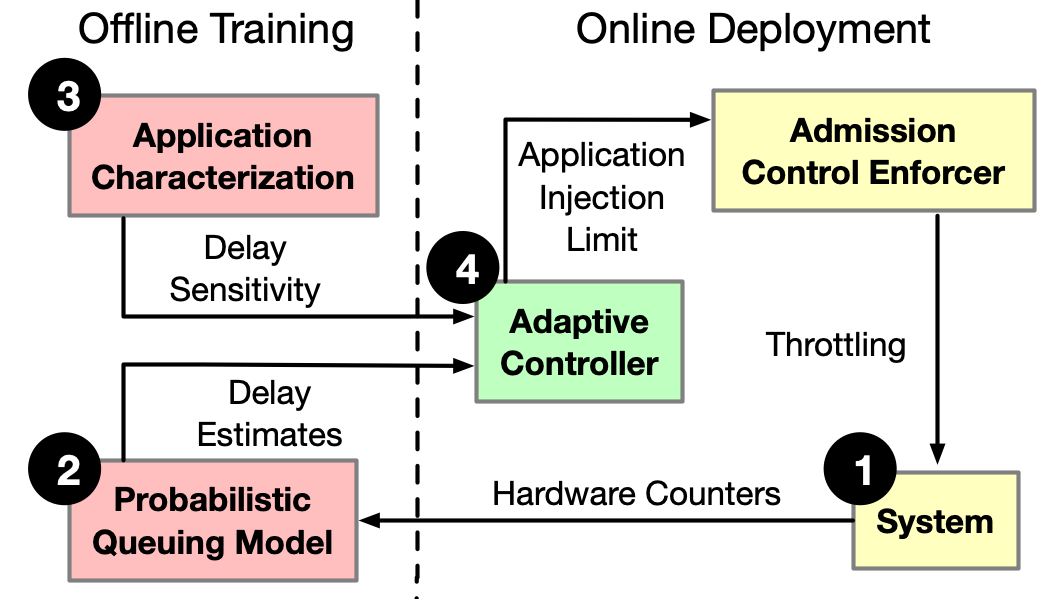 Offline Training
Online Deployment
3
Application
Characterization
Admission
Control Enforcer
Application
Injection
Limit
Delay
Sensitivity
4
Adaptive
Controller
Throttling
Delay
Estimates
2
Probabilistic
Queuing Model
Hardware Counters
1
System